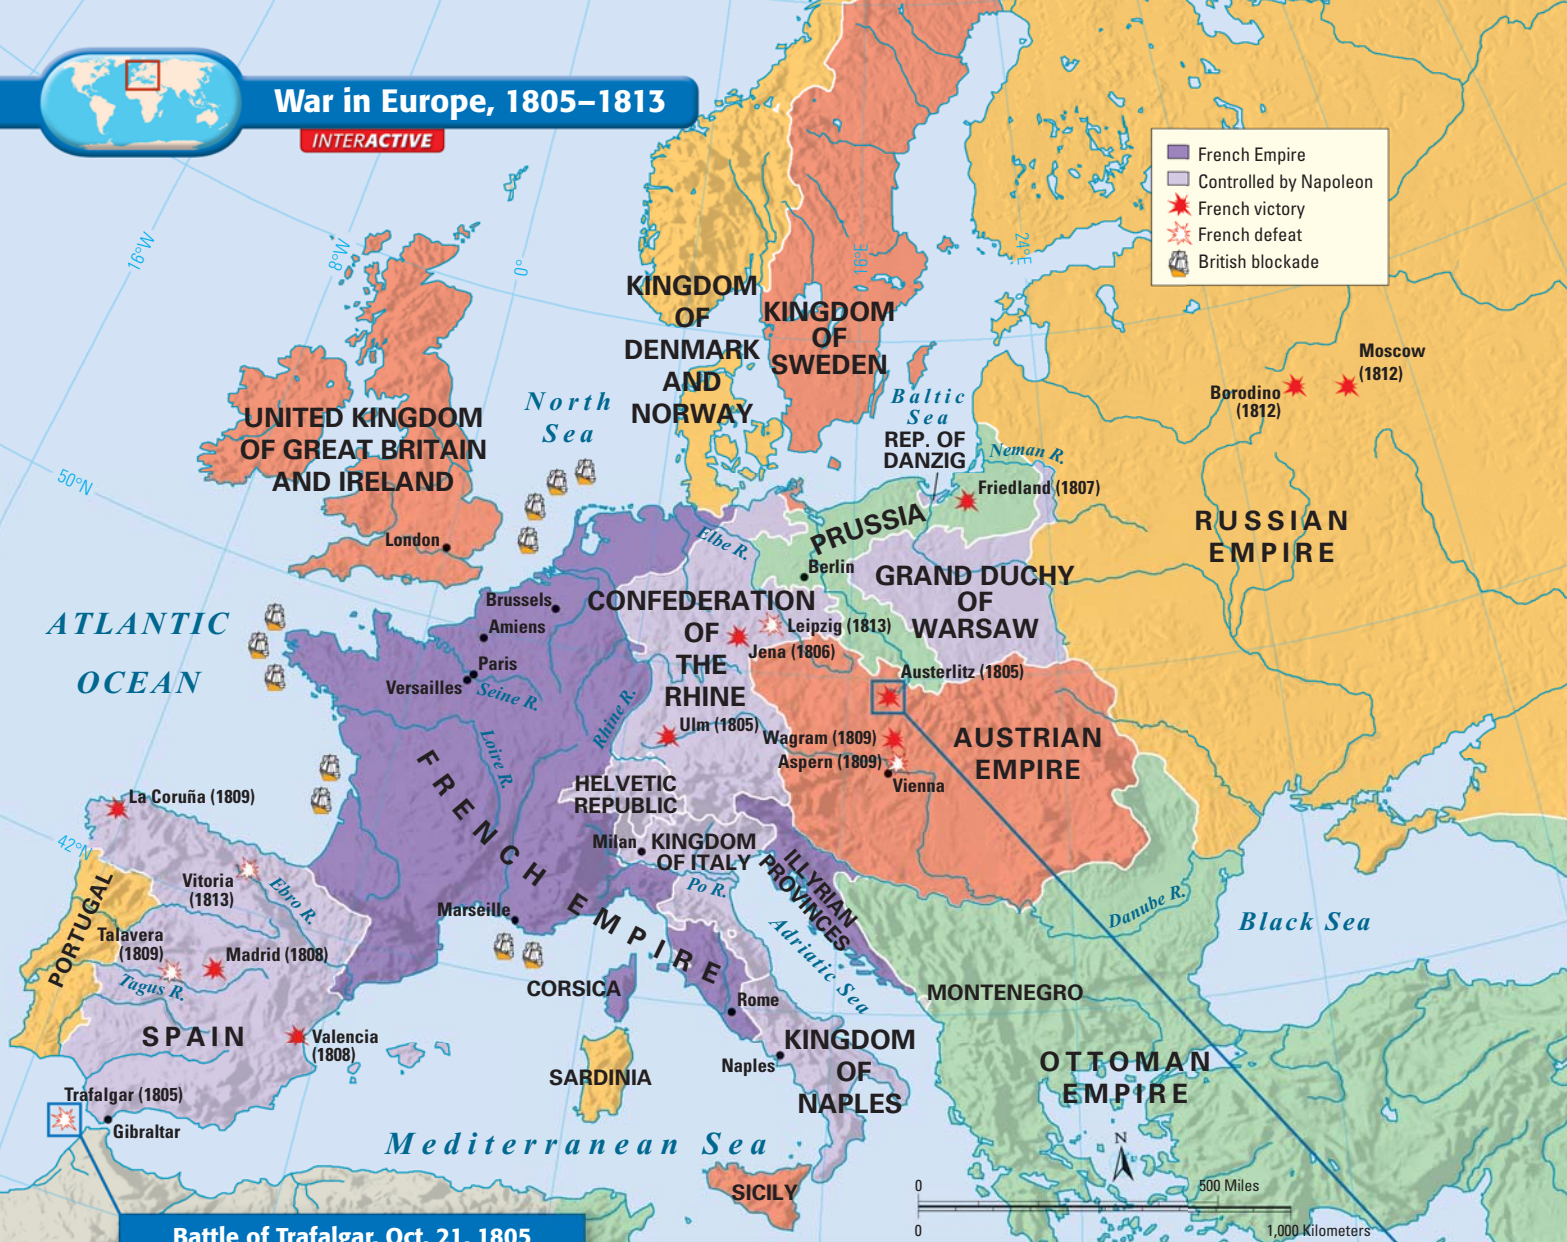 War in Europe, 1805–1813
INTERACTIVE
French Empire
Controlled by Napoleon
French victory
French defeat
British blockade
16°W
8°W
0°
16°E
24°E
50°N
42°N
KINGDOM
OF
DENMARK
AND
NORWAY
KINGDOM
OF
SWEDEN
North
Sea
Baltic
Sea
UNITED KINGDOM
OF GREAT BRITAIN
AND IRELAND
London
Moscow
(1812)
Borodino
(1812)
REP. OF
DANZIG
Neman R.
Friedland (1807)
PRUSSIA
Berlin
Elbe R.
RUSSIAN
EMPIRE
GRAND DUCHY
OF
WARSAW
ATLANTIC
OCEAN
Brussels
Amiens
Paris
Versailles
Seine R.
Loire R.
Rhine R.
CONFEDERATION
OF
THE
RHINE
Leipzig (1813)
Jena (1806)
Ulm (1805)
Austerlitz (1805)
Wagram (1809)
Aspern (1809)
Vienna
AUSTRIAN
EMPIRE
FRENCH EMPIRE
HELVETIC
REPUBLIC
Milan
KINGDOM
OF ITALY
Po R.
ILLYRIAN
PROVINCES
Adriatic Sea
La Coruña (1809)
Vitoria
(1813)
Ebro R.
PORTUGAL
Talavera
(1809)
Madrid (1808)
Tagus R.
SPAIN
Valencia
(1808)
Trafalgar (1805)
Gibraltar
Marseille
CORSICA
SARDINIA
Rome
Naples
KINGDOM
OF
NAPLES
SICILY
MONTENEGRO
Danube R.
Black Sea
OTTOMAN
EMPIRE
Mediterranean Sea
N
0
500 Miles
0
1,000 Kilometers
Battle of Trafalgar, Oct. 21, 1805